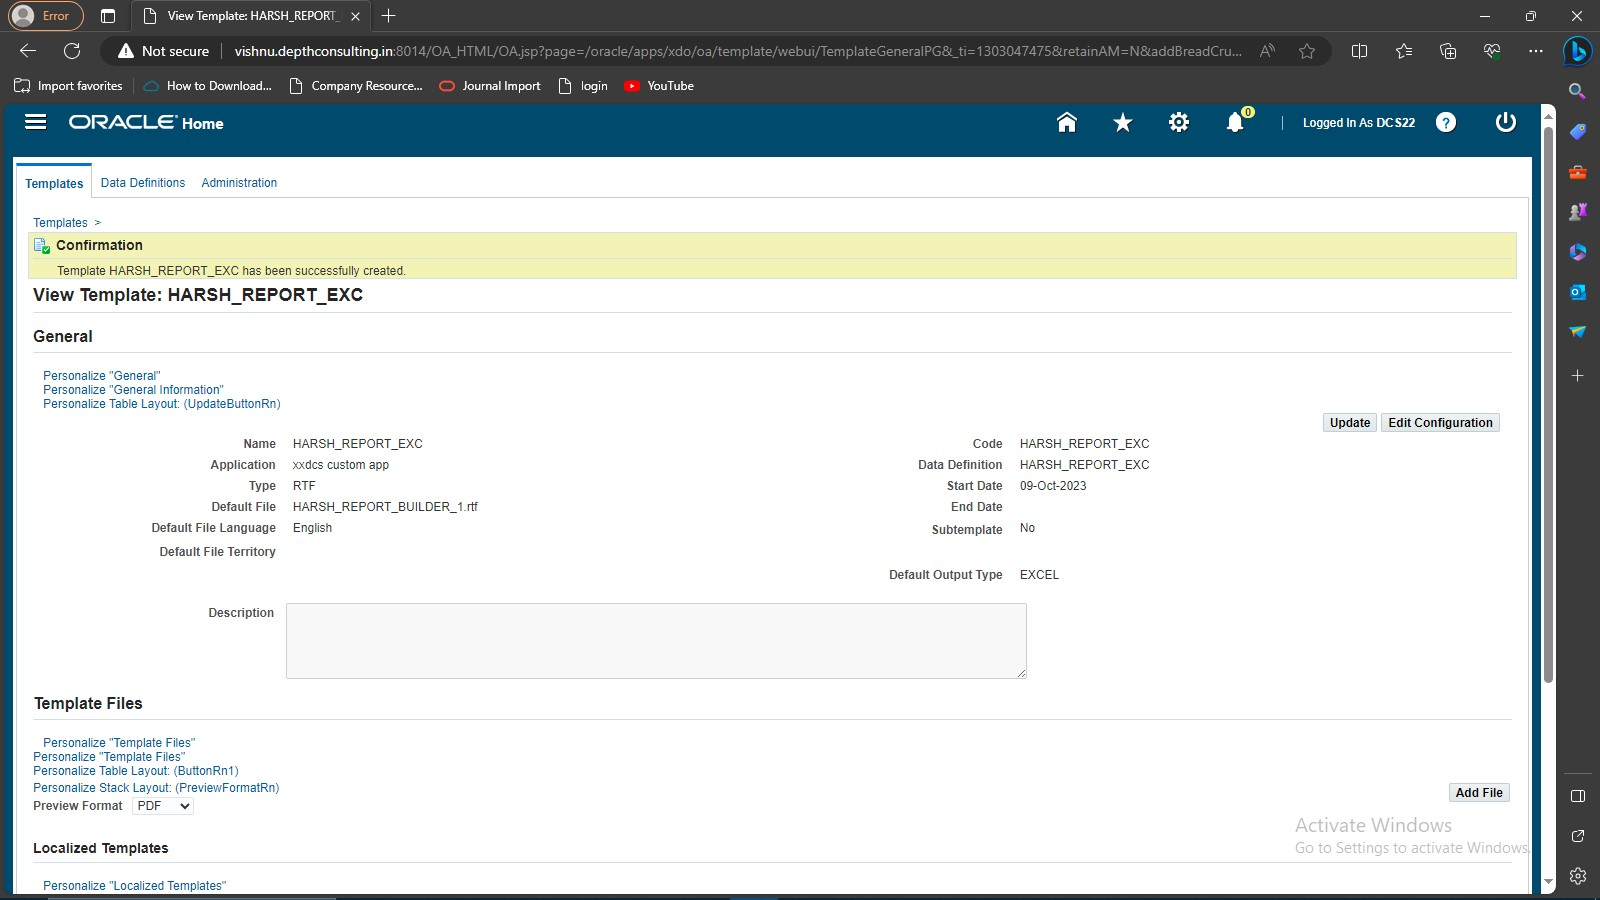 Error
View Template: HARSH_REPORT_
Not secure
vishnu.depthconsulting.in:8014/OA_HTML/OA.jsp?page=/oracle/apps/xdo/oa/template/webui/TemplateGeneralPG&_ti=1303047475&retainAM=N&addBreadCru...
Import favorites
How to Download...
Company Resource...
Journal Import
login
YouTube
ORACLE Home
0
Logged In As DCS22
Templates
Data Definitions
Administration
Templates >
Confirmation
Template HARSH_REPORT_EXC has been successfully created.
View Template: HARSH_REPORT_EXC
General
Personalize "General"
Personalize "General Information"
Personalize Table Layout: (UpdateButtonRn)
Update
Edit Configuration
Name HARSH_REPORT_EXC
Code HARSH_REPORT_EXC
Application xxdcs custom app
Data Definition HARSH_REPORT_EXC
Type RTF
Start Date 09-Oct-2023
Default File HARSH_REPORT_BUILDER_1.rtf
End Date
Default File Language English
Subtemplate No
Default File Territory
Default Output Type EXCEL
Description
Template Files
Personalize "Template Files"
Personalize "Template Files"
Personalize Table Layout: (ButtonRn1)
Personalize Stack Layout: (PreviewFormatRn)
Preview Format PDF
Add File
Activate Windows
Go to Settings to activate Windows.
Localized Templates
Personalize "Localized Templates"